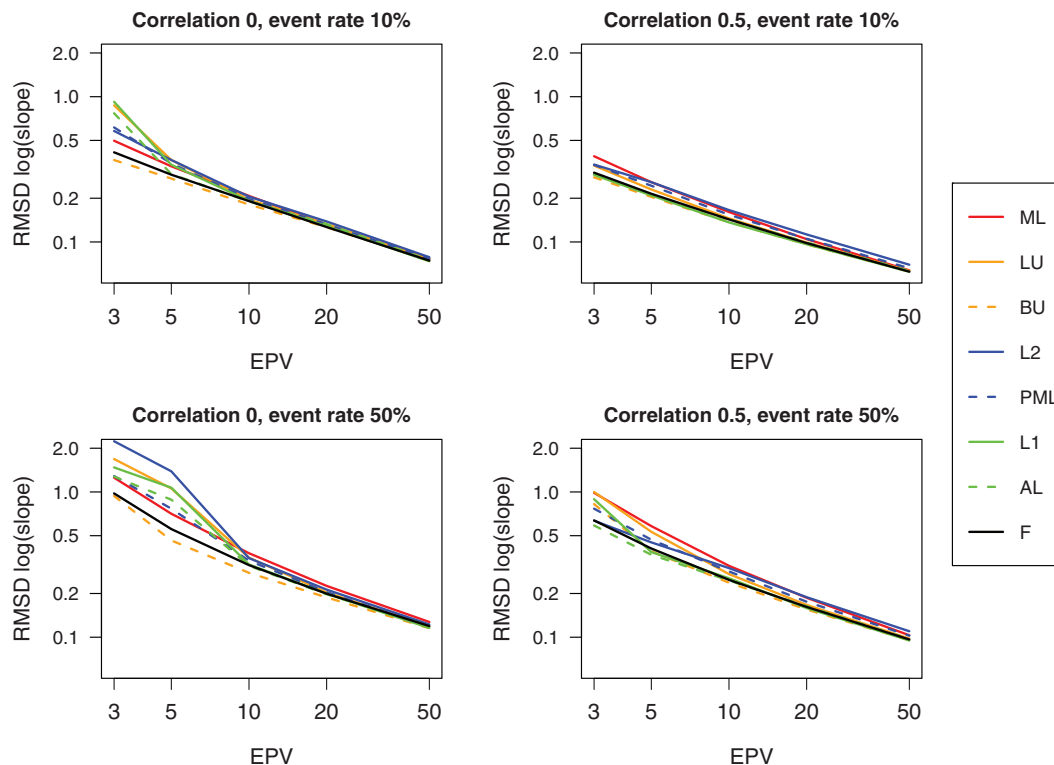 Correlation 0, event rate 10%
RMSD log(slope)
2.0
1.0
0.5
0.2
0.1
3 5 10 20 50
EPV
Correlation 0.5, event rate 10%
RMSD log(slope)
2.0
1.0
0.5
0.2
0.1
3 5 10 20 50
EPV
Correlation 0, event rate 50%
RMSD log(slope)
2.0
1.0
0.5
0.2
0.1
3 5 10 20 50
EPV
Correlation 0.5, event rate 50%
RMSD log(slope)
2.0
1.0
0.5
0.2
0.1
3 5 10 20 50
EPV
ML
LU
BU
L2
PML
L1
AL
F